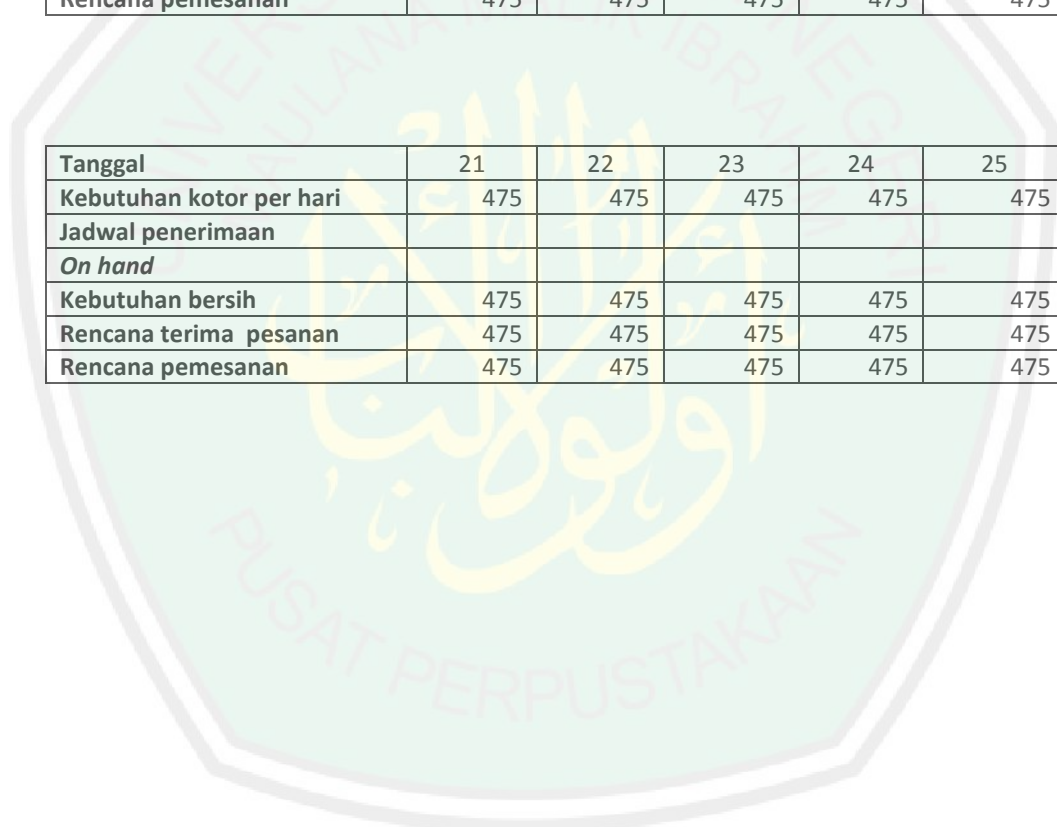 Rencana pemesanan 475 475 475 475 475
Tanggal 21 22 23 24 25
Kebutuhan kotor per hari 475 475 475 475 475
Jadwal penerimaan
On hand
Kebutuhan bersih 475 475 475 475 475
Rencana terima pesanan 475 475 475 475 475
Rencana pemesanan 475 475 475 475 475
PUSAT PERPUSTAKAAN